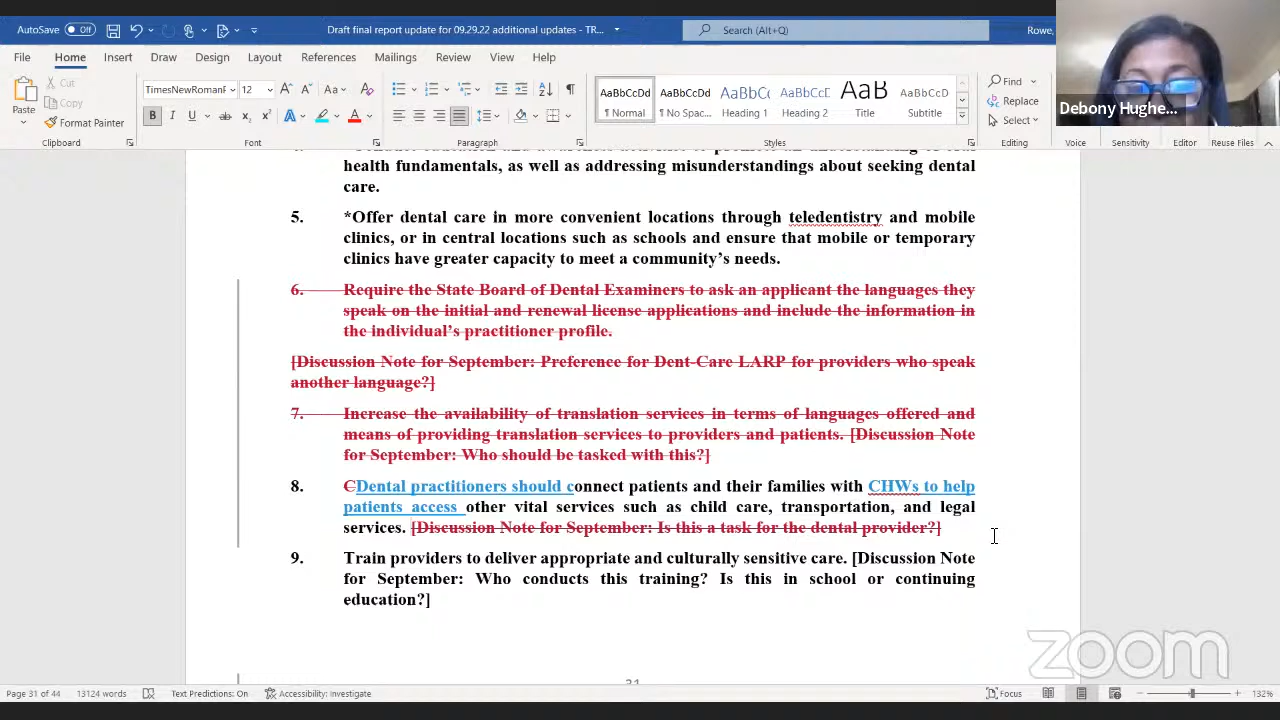 AutoSave Off
Draft final report update for 09.29.22 additional updates - TR...
Search (Alt+Q)
Rowe,
File Home Insert Draw Design Layout References Mailings Review View Help
Paste
Cut
Copy
Format Painter
Clipboard
TimesNewRomanP 12
Font
Paragraph
AaBbCcDd AaBbCcDd AaBbCc AaBbCcD AaB AaBbCcD
¶ Normal ¶ No Spac... Heading 1 Heading 2 Title Subtitle
Styles
Find
Replace
Select
Editing
Voice Sensitivity Editor Reuse Files
Debony Hughe...
health fundamentals, as well as addressing misunderstandings about seeking dental
care.
5. *Offer dental care in more convenient locations through teledentistry and mobile
clinics, or in central locations such as schools and ensure that mobile or temporary
clinics have greater capacity to meet a community's needs.
6. Require the State Board of Dental Examiners to ask an applicant the languages they
speak on the initial and renewal license applications and include the information in
the individual's practitioner profile.
[Discussion Note for September: Preference for Dent-Care LARP for providers who speak
another language?]
7. Increase the availability of translation services in terms of languages offered and
means of providing translation services to providers and patients. [Discussion Note
for September: Who should be tasked with this?]
8. CDental practitioners should connect patients and their families with CHWs to help
patients access other vital services such as child care, transportation, and legal
services. [Discussion Note for September: Is this a task for the dental provider?]
9. Train providers to deliver appropriate and culturally sensitive care. [Discussion Note
for September: Who conducts this training? Is this in school or continuing
education?]
31
zoom
Page 31 of 44 13124 words Text Predictions: On Accessibility: Investigate Focus 132%